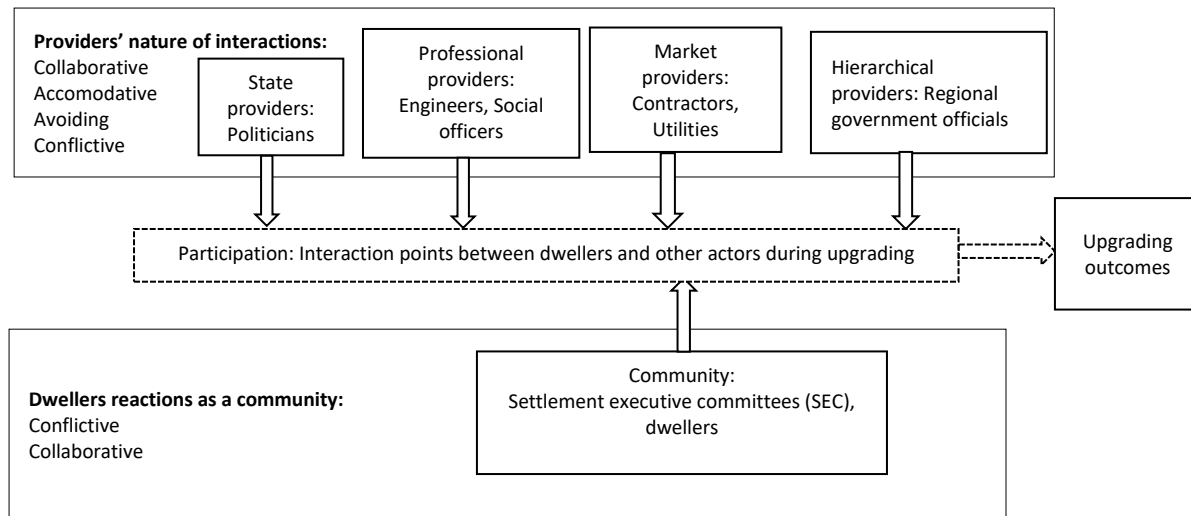 Providers' nature of interactions:
Collaborative
Accomodative
Avoiding
Conflictive
State
providers:
Politicians
Professional
providers:
Engineers, Social
officers
Market
providers:
Contractors,
Utilities
Hierarchical
providers: Regional
government officials
Participation: Interaction points between dwellers and other actors during upgrading
Upgrading
outcomes
Community:
Settlement executive committees (SEC),
dwellers
Dwellers reactions as a community:
Conflictive
Collaborative